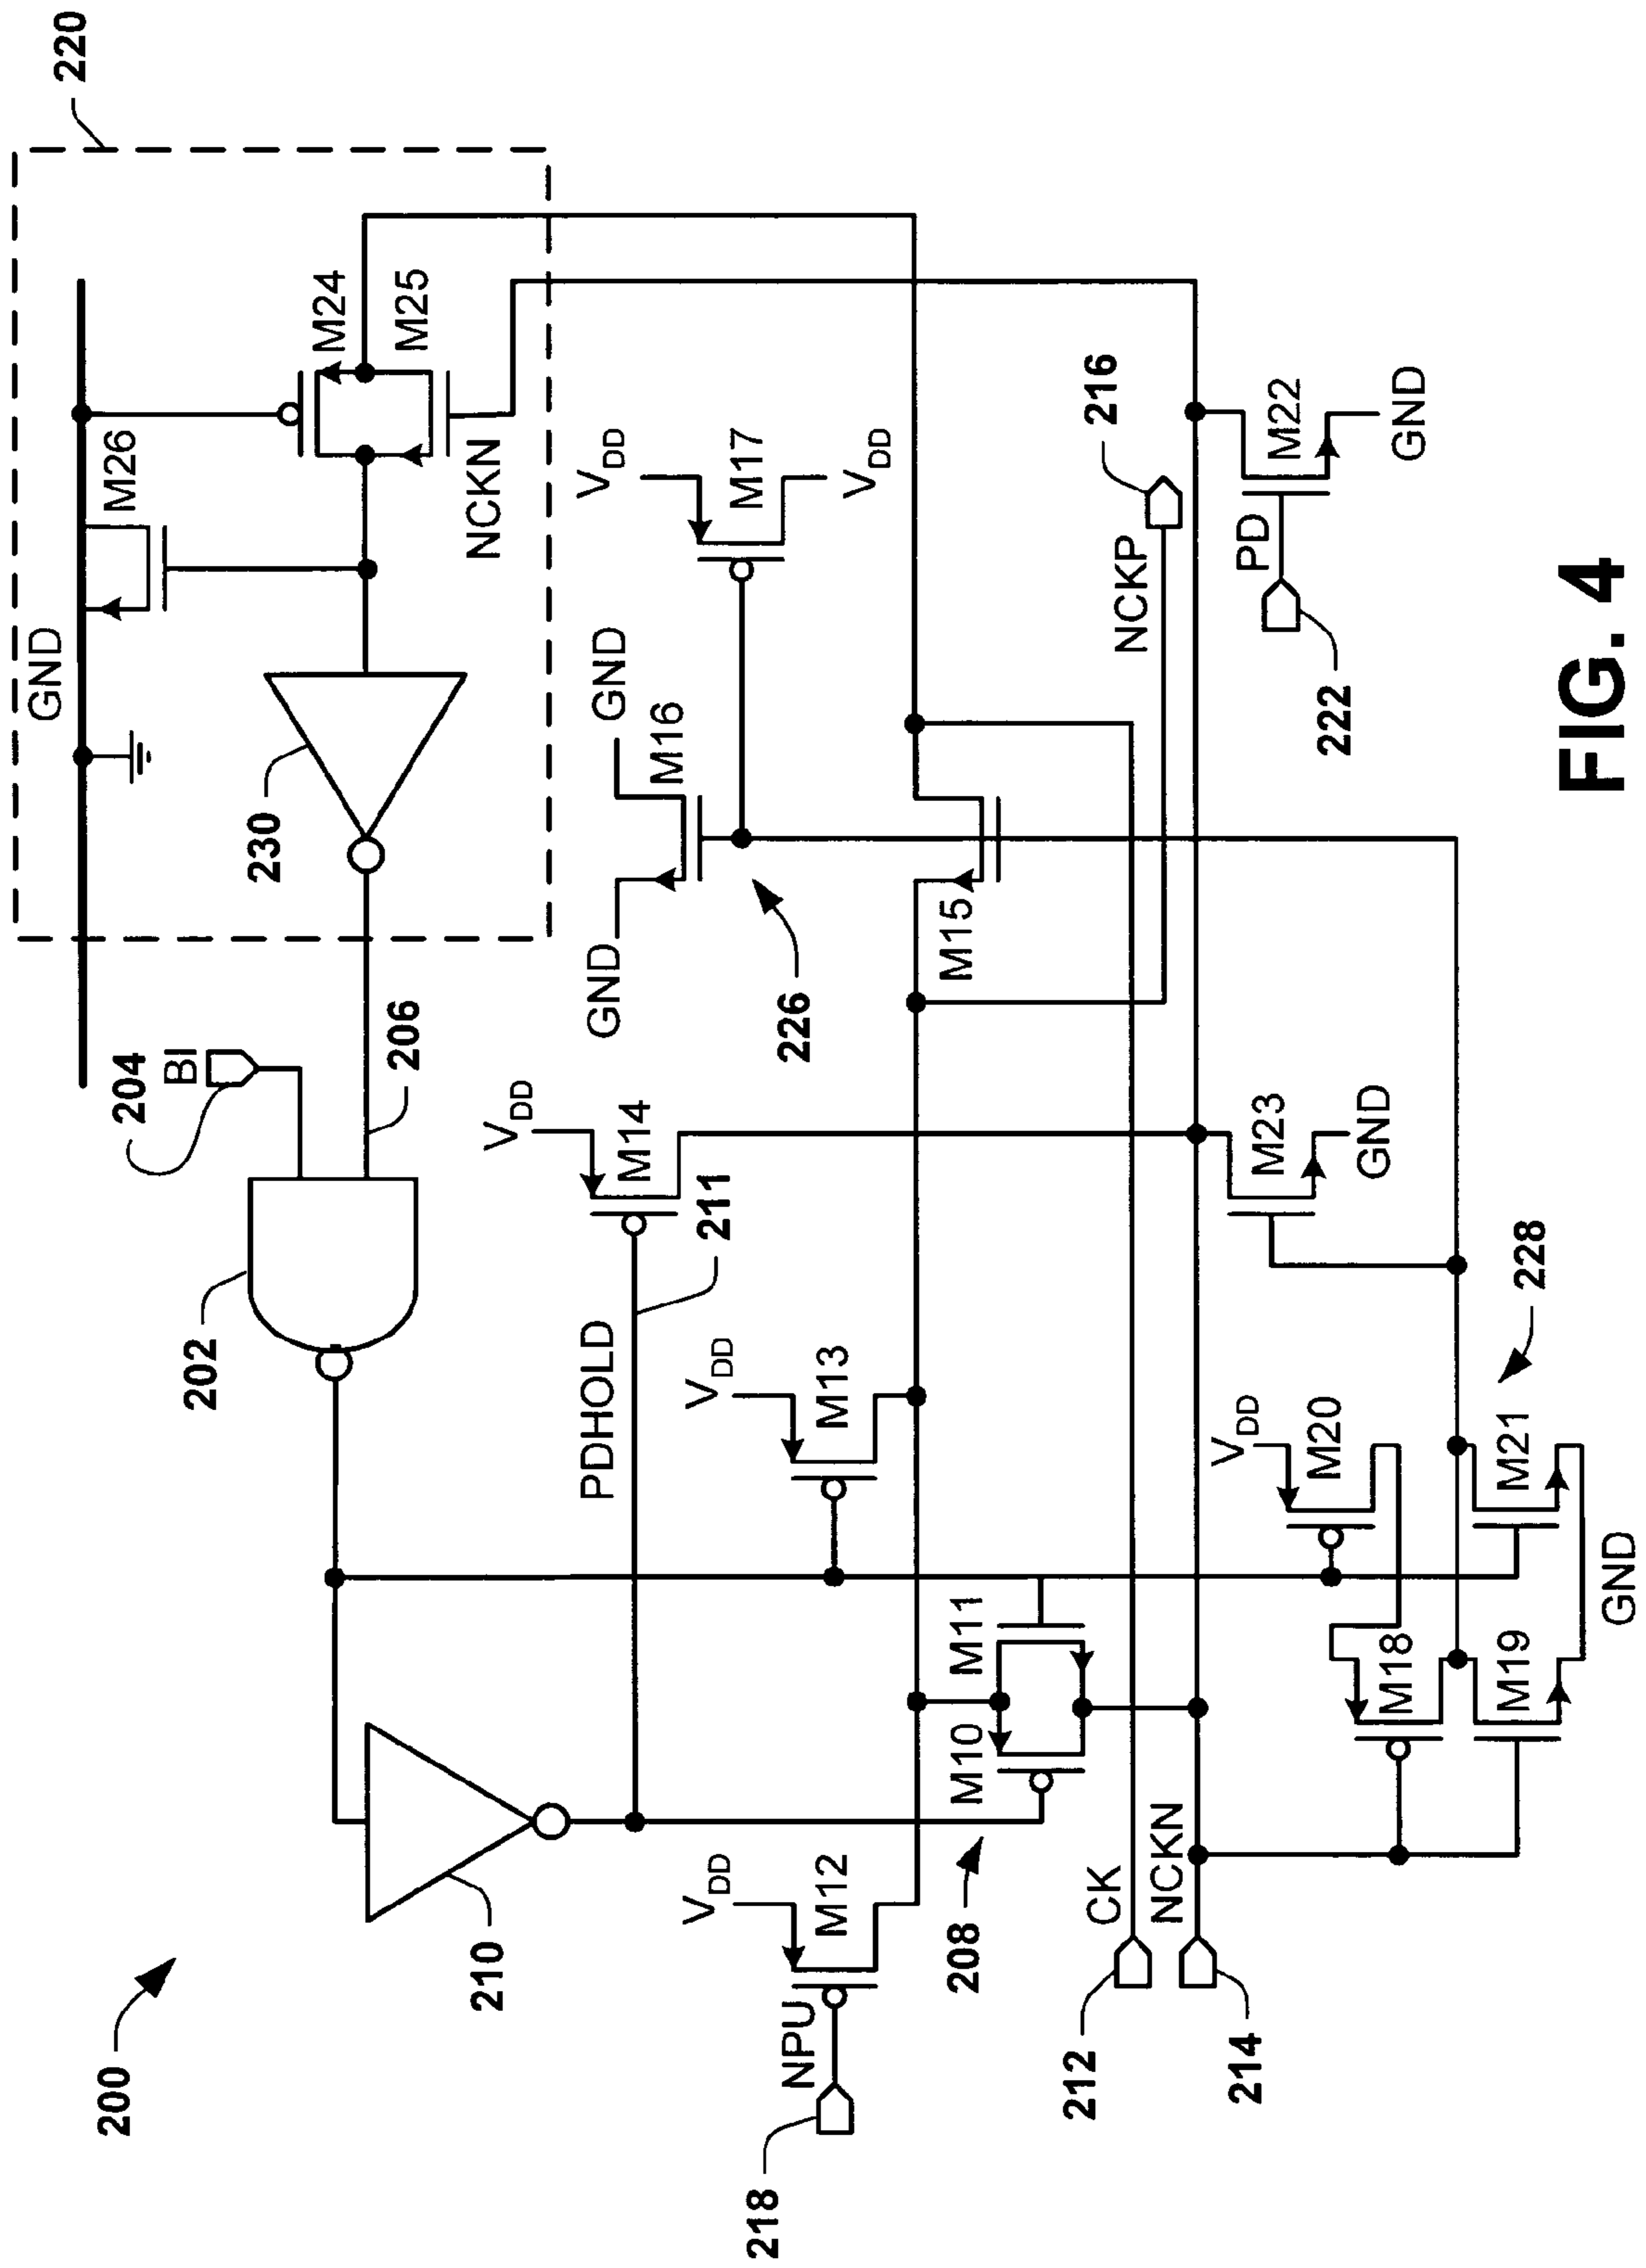 220
GND
M26
M24
M25
NCKN
230
204
BI
206
202
210
200
V_DD
M14
211
PDHOLD
GND
M16
GND
226
V_DD
M17
V_DD
M15
V_DD
M13
V_DD
M12
NPU
218
M10
M11
208
CK
212
NCKN
214
NCKP
216
PD
222
M22
GND
M23
GND
V_DD
M20
M18
M19
M21
228
GND
FIG. 4